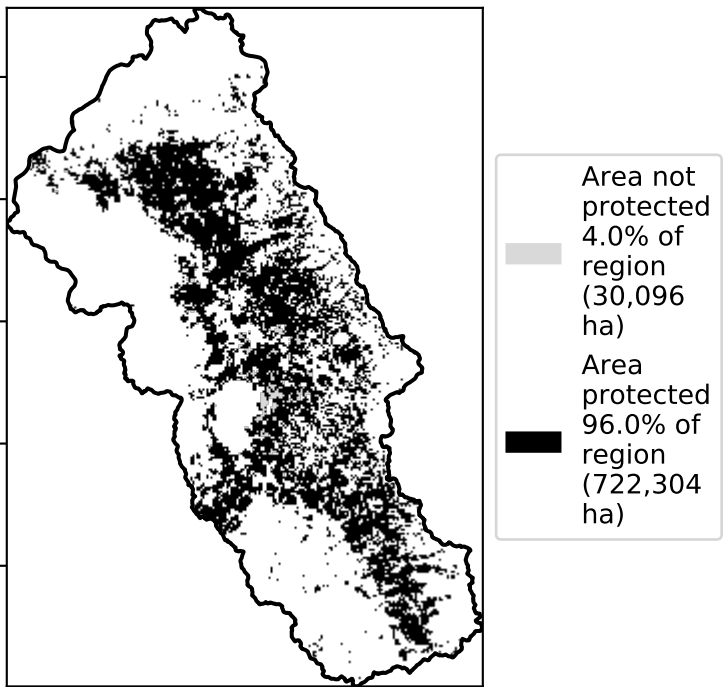 Area not
protected
4.0% of
region
(30,096
ha)
Area
protected
96.0% of
region
(722,304
ha)